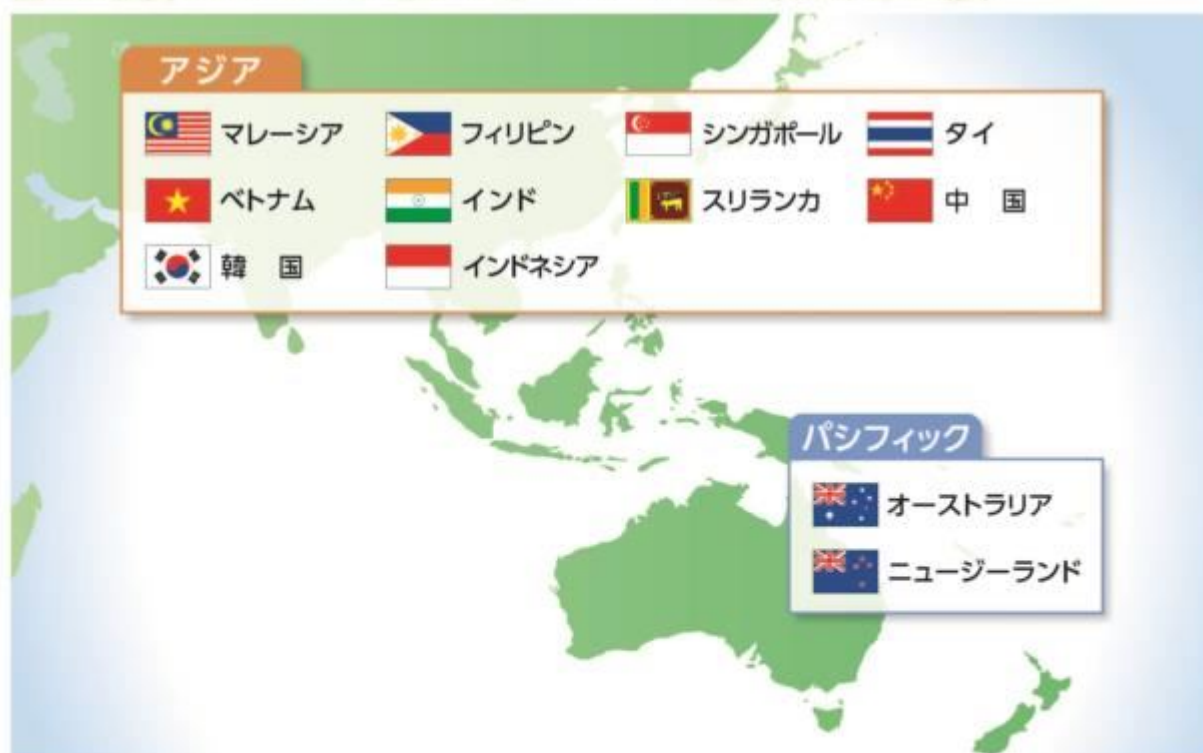 アジア
マレーシア フィリピン シンガポール タイ
ベトナム インド スリランカ 中 国
韓 国 インドネシア
パシフィック
オーストラリア
ニュージーランド